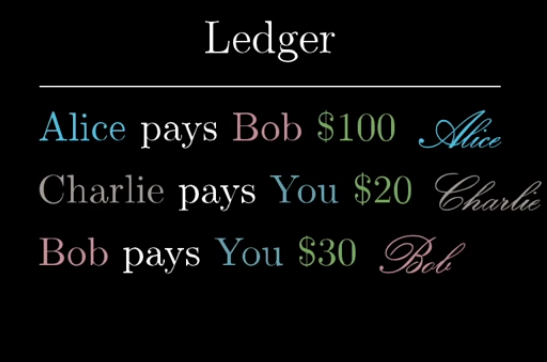 Ledger
Alice pays Bob $100 Alice
Charlie pays You $20 Charlie
Bob pays You $30 Bob